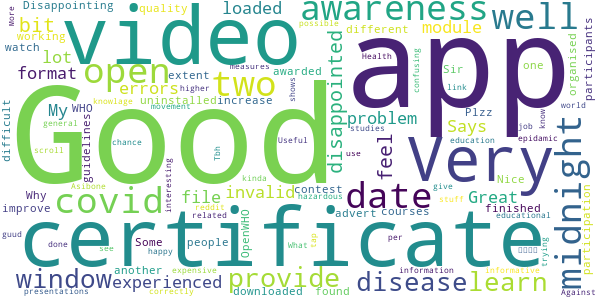 Disappointing loaded awareness well More
bit working video watch quality lot open two different module app
format extent awarded Sir one participants
My WHO errors uninstalled increase disappointed Health measures higher possible link confusing organised
guidelines problem shows
difficult knowlage movement Good studies Plzz world
general chance Tbh Useful Says job know epidamic
scroll interesting feel use education Very midnight
Why covid file invalid date Nice
Asibone kinda contest hazardous Great give stuff
improve reddit advert courses finished educational participation
guud done Some related people OpenWHO certificate
see happy What tap per trying
window experienced provide disease learn
another expensive information informative
presentations correctly downloaded found Against